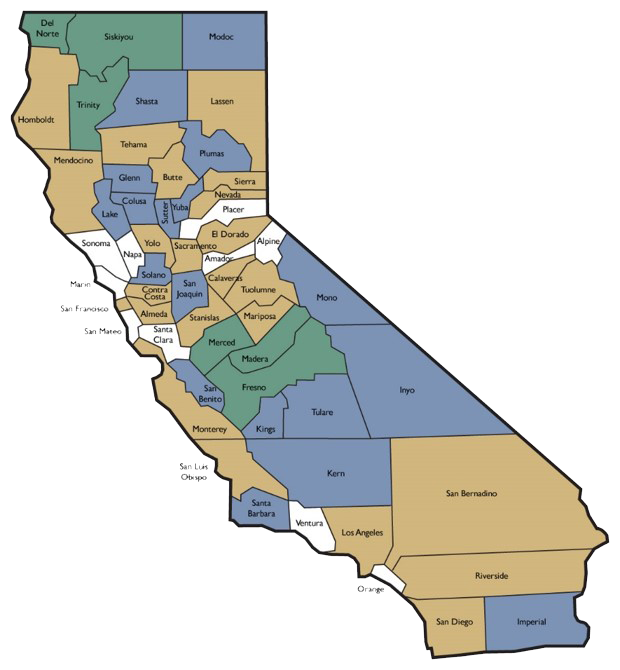 Del
Norte
Siskiyou
Modoc
Humboldt
Trinity
Shasta
Lassen
Mendocino
Tehama
Plumas
Glenn
Butte
Sierra
Nevada
Colusa
Sutter
Yuba
Placer
Lake
El Dorado
Sonoma
Napa
Yolo
Sacramento
Alpine
Amador
Solano
Calaveras
Marin
Contra
Costa
San
Joaquin
Tuolumne
Mono
San Francisco
Almeda
Stanislas
Mariposa
San Mateo
Santa
Clara
Merced
Madera
San
Benito
Fresno
Inyo
Tulare
Kings
Monterey
San Luis
Obispo
Kern
San Bernadino
Santa
Barbara
Ventura
Los Angeles
Orange
Riverside
San Diego
Imperial